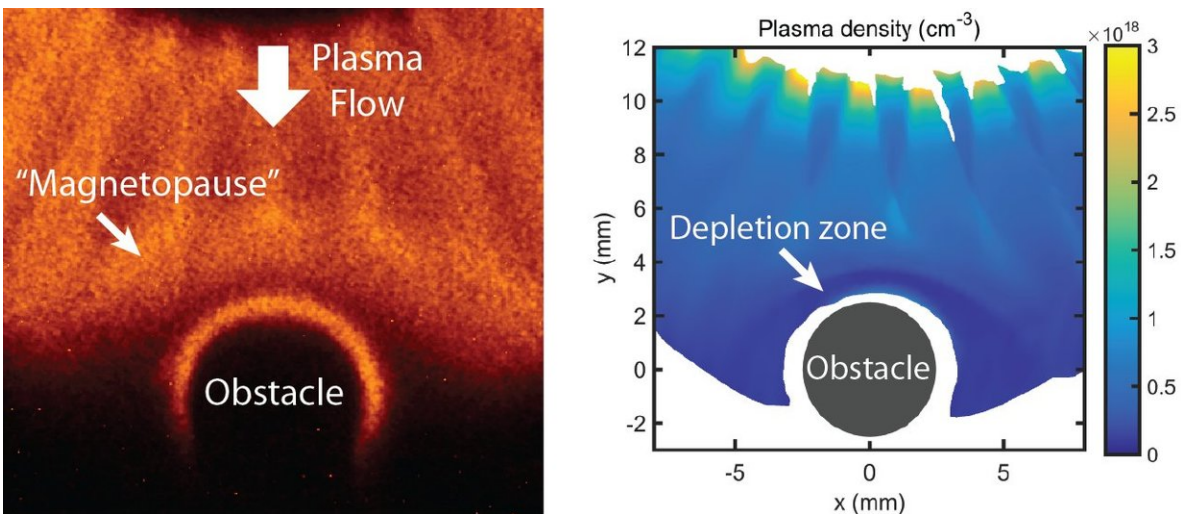 Plasma
Flow
“Magnetopause”
Obstacle
Plasma density (cm⁻³)
×10¹⁸
12
10
8
6
4
2
0
-2
y (mm)
Depletion zone
Obstacle
-5
0
5
x (mm)
3
2.5
2
1.5
1
0.5
0